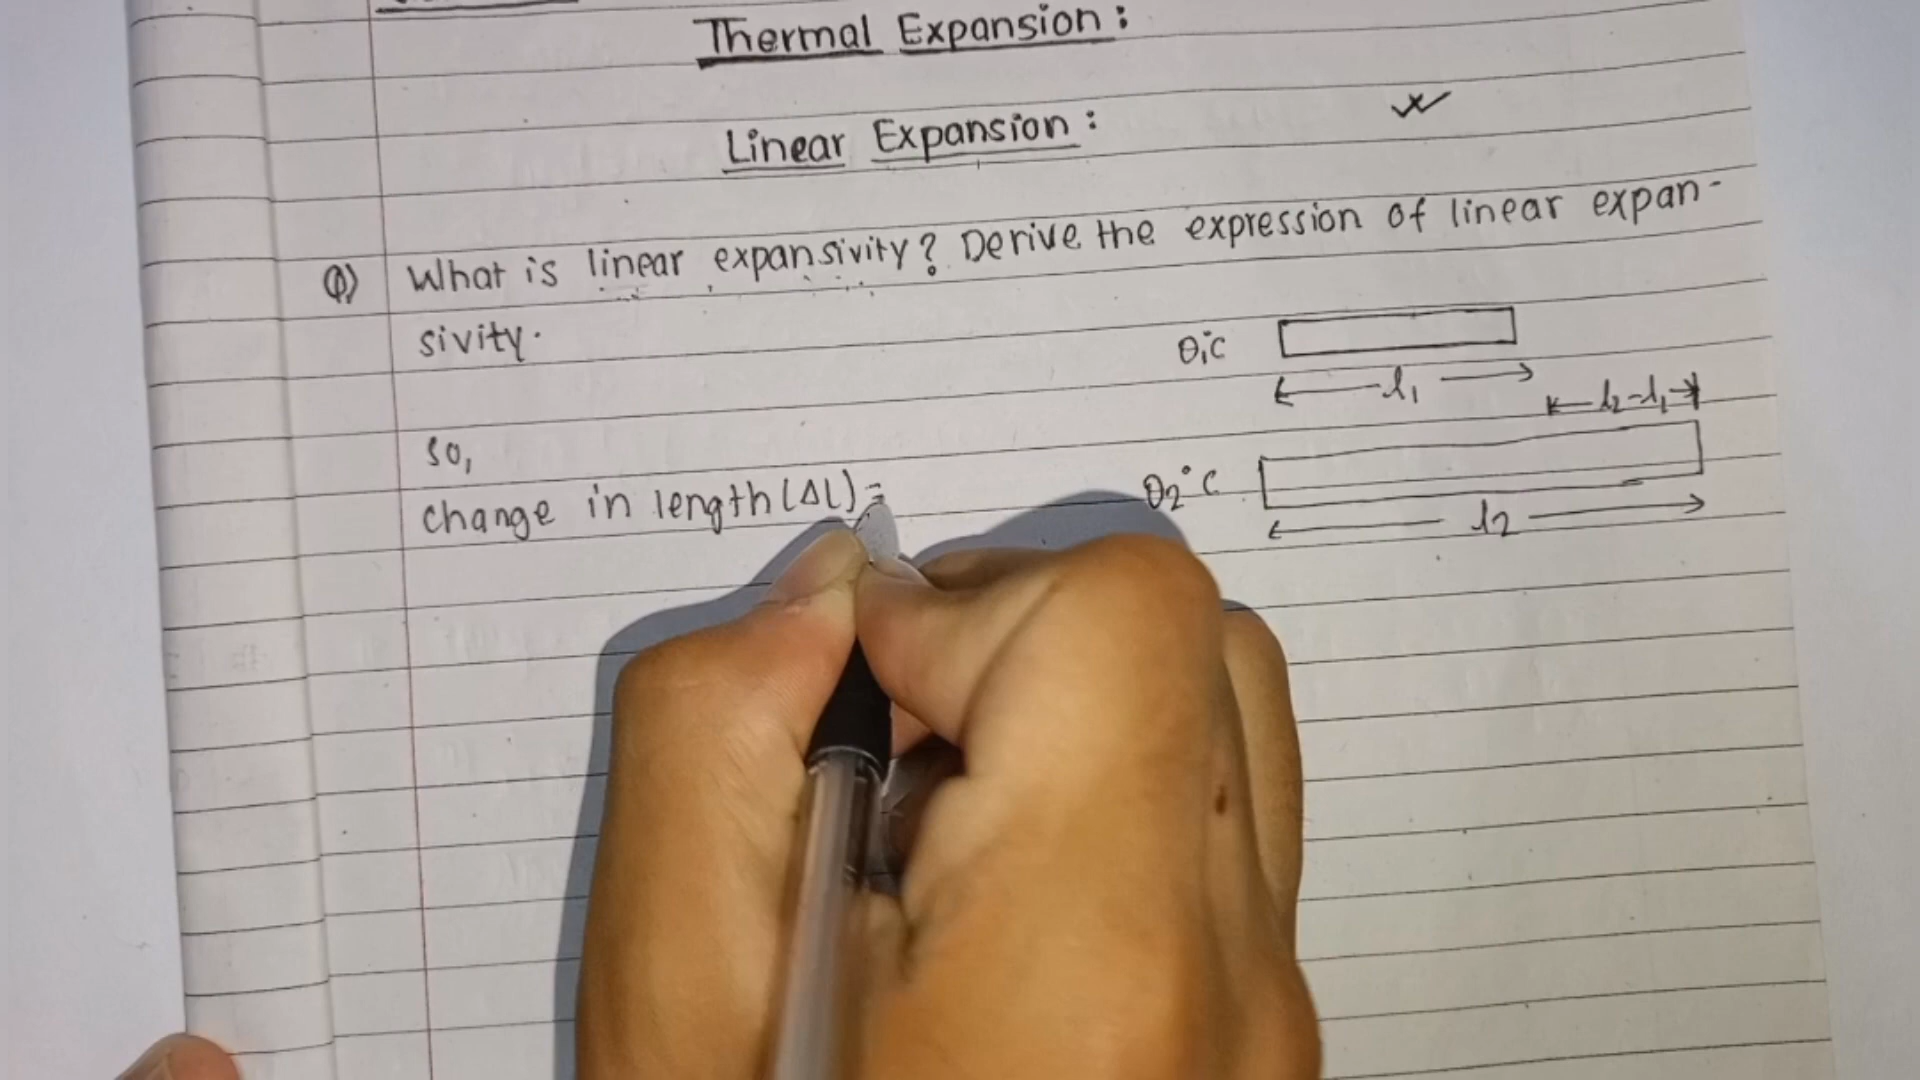 Thermal Expansion:
Linear Expansion:
Q) What is linear expansivity? Derive the expression of linear expan-
sivity.
θ₁°C
l₁
l₂-l₁
so,
change in length (Δl) =
θ₂°C
l₂